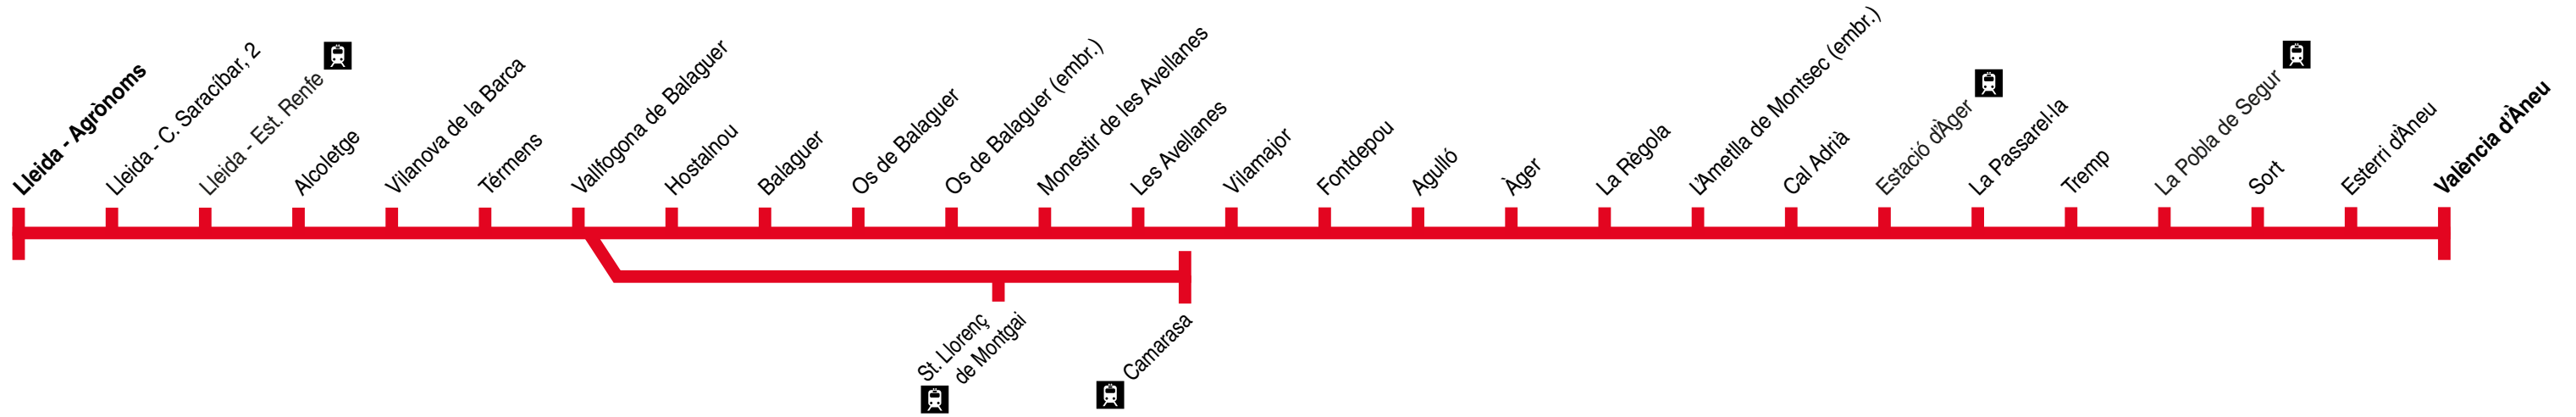 Lleida - Agrònoms
Lleida - C. Saracíbar, 2
Lleida - Est. Renfe
Alcoletge
Vilanova de la Barca
Térmens
Vallfogona de Balaguer
Hostalnou
Balaguer
Os de Balaguer
Os de Balaguer (embr.)
Monestir de les Avellanes
Les Avellanes
Vilamajor
Fontdepou
Agulló
Àger
La Règola
L'Ametlla de Montsec (embr.)
Cal Adrià
Estació d'Àger
La Passarel·la
Tremp
La Pobla de Segur
Sort
Esterri d'Àneu
València d'Àneu
St. Llorenç
de Montgai
Camarasa